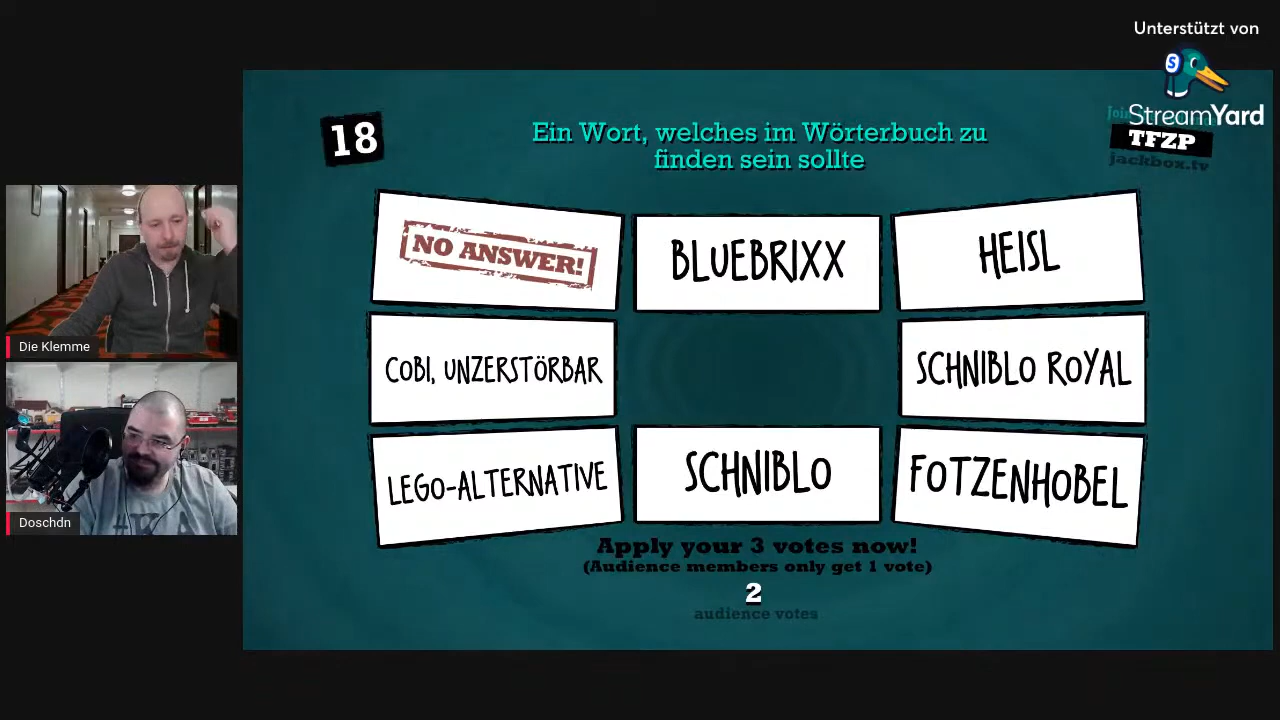 Unterstützt von
StreamYard
18
Ein Wort, welches im Wörterbuch zu
finden sein sollte
TFZP
jackbox.tv
NO ANSWER!
BLUEBRIXX
HEISL
COBI, UNZERSTÖRBAR
SCHNIBLO ROYAL
LEGO-ALTERNATIVE
SCHNIBLO
FOTZENHOBEL
Die Klemme
Doschdn
Apply your 3 votes now!
(Audience members only get 1 vote)
2
audience votes